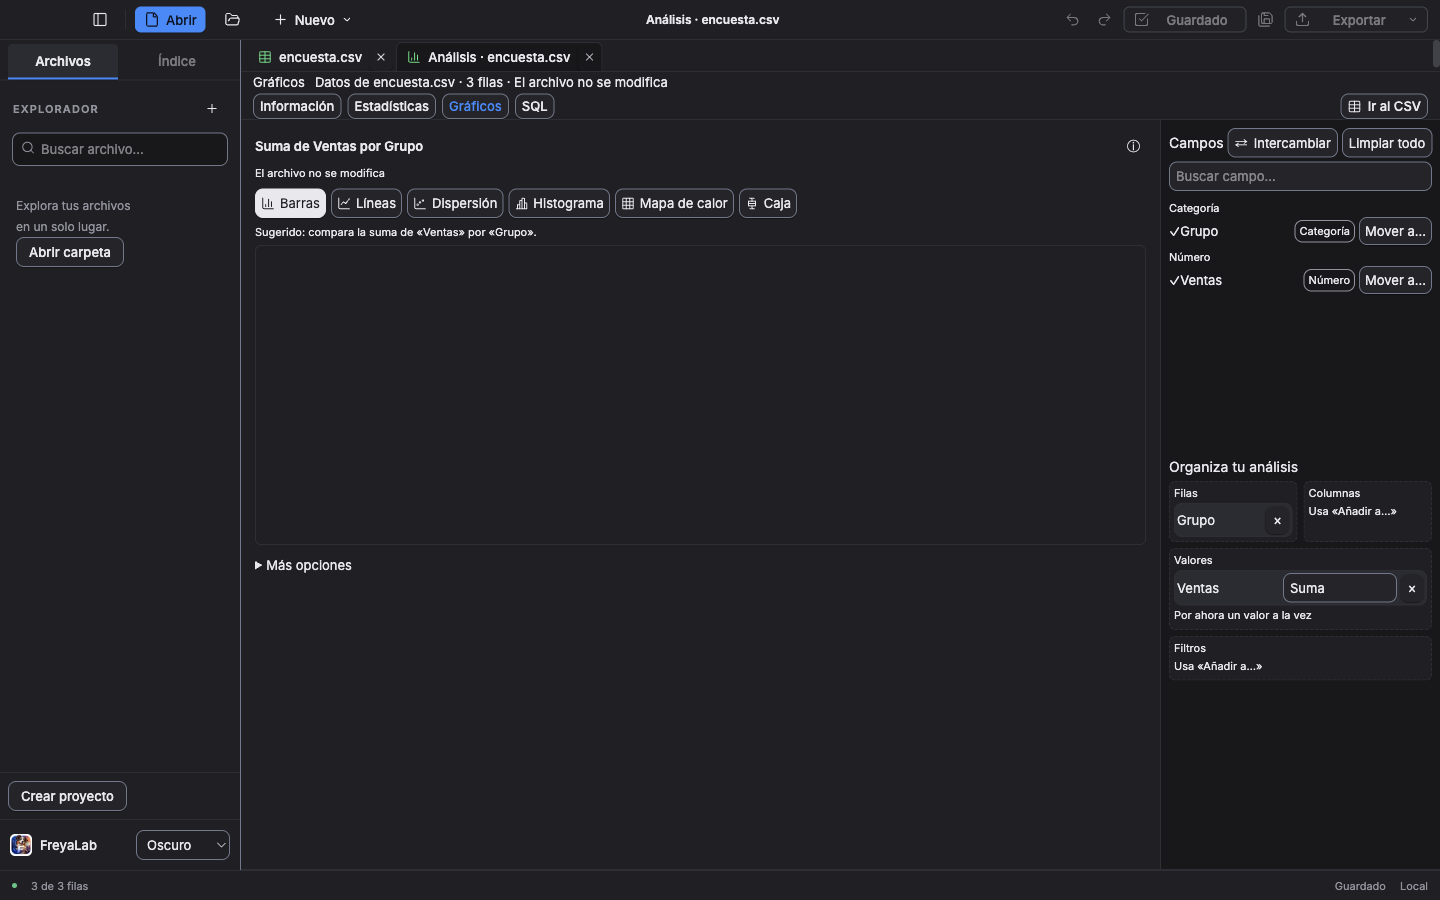 Abrir
Nuevo
Análisis · encuesta.csv
Guardado
Exportar
Archivos
Índice
encuesta.csv
Análisis · encuesta.csv
Gráficos Datos de encuesta.csv · 3 filas · El archivo no se modifica
Información
Estadísticas
Gráficos
SQL
Ir al CSV
EXPLORADOR
Buscar archivo...
Explora tus archivos
en un solo lugar.
Abrir carpeta
Suma de Ventas por Grupo
El archivo no se modifica
Barras
Líneas
Dispersión
Histograma
Mapa de calor
Caja
Sugerido: compara la suma de «Ventas» por «Grupo».
Más opciones
Campos
Intercambiar
Limpiar todo
Buscar campo...
Categoría
✓Grupo
Categoría
Mover a...
Número
✓Ventas
Número
Mover a...
Organiza tu análisis
Filas
Grupo
×
Columnas
Usa «Añadir a...»
Valores
Ventas
Suma
×
Por ahora un valor a la vez
Filtros
Usa «Añadir a...»
Crear proyecto
FreyaLab
Oscuro
3 de 3 filas
Guardado
Local